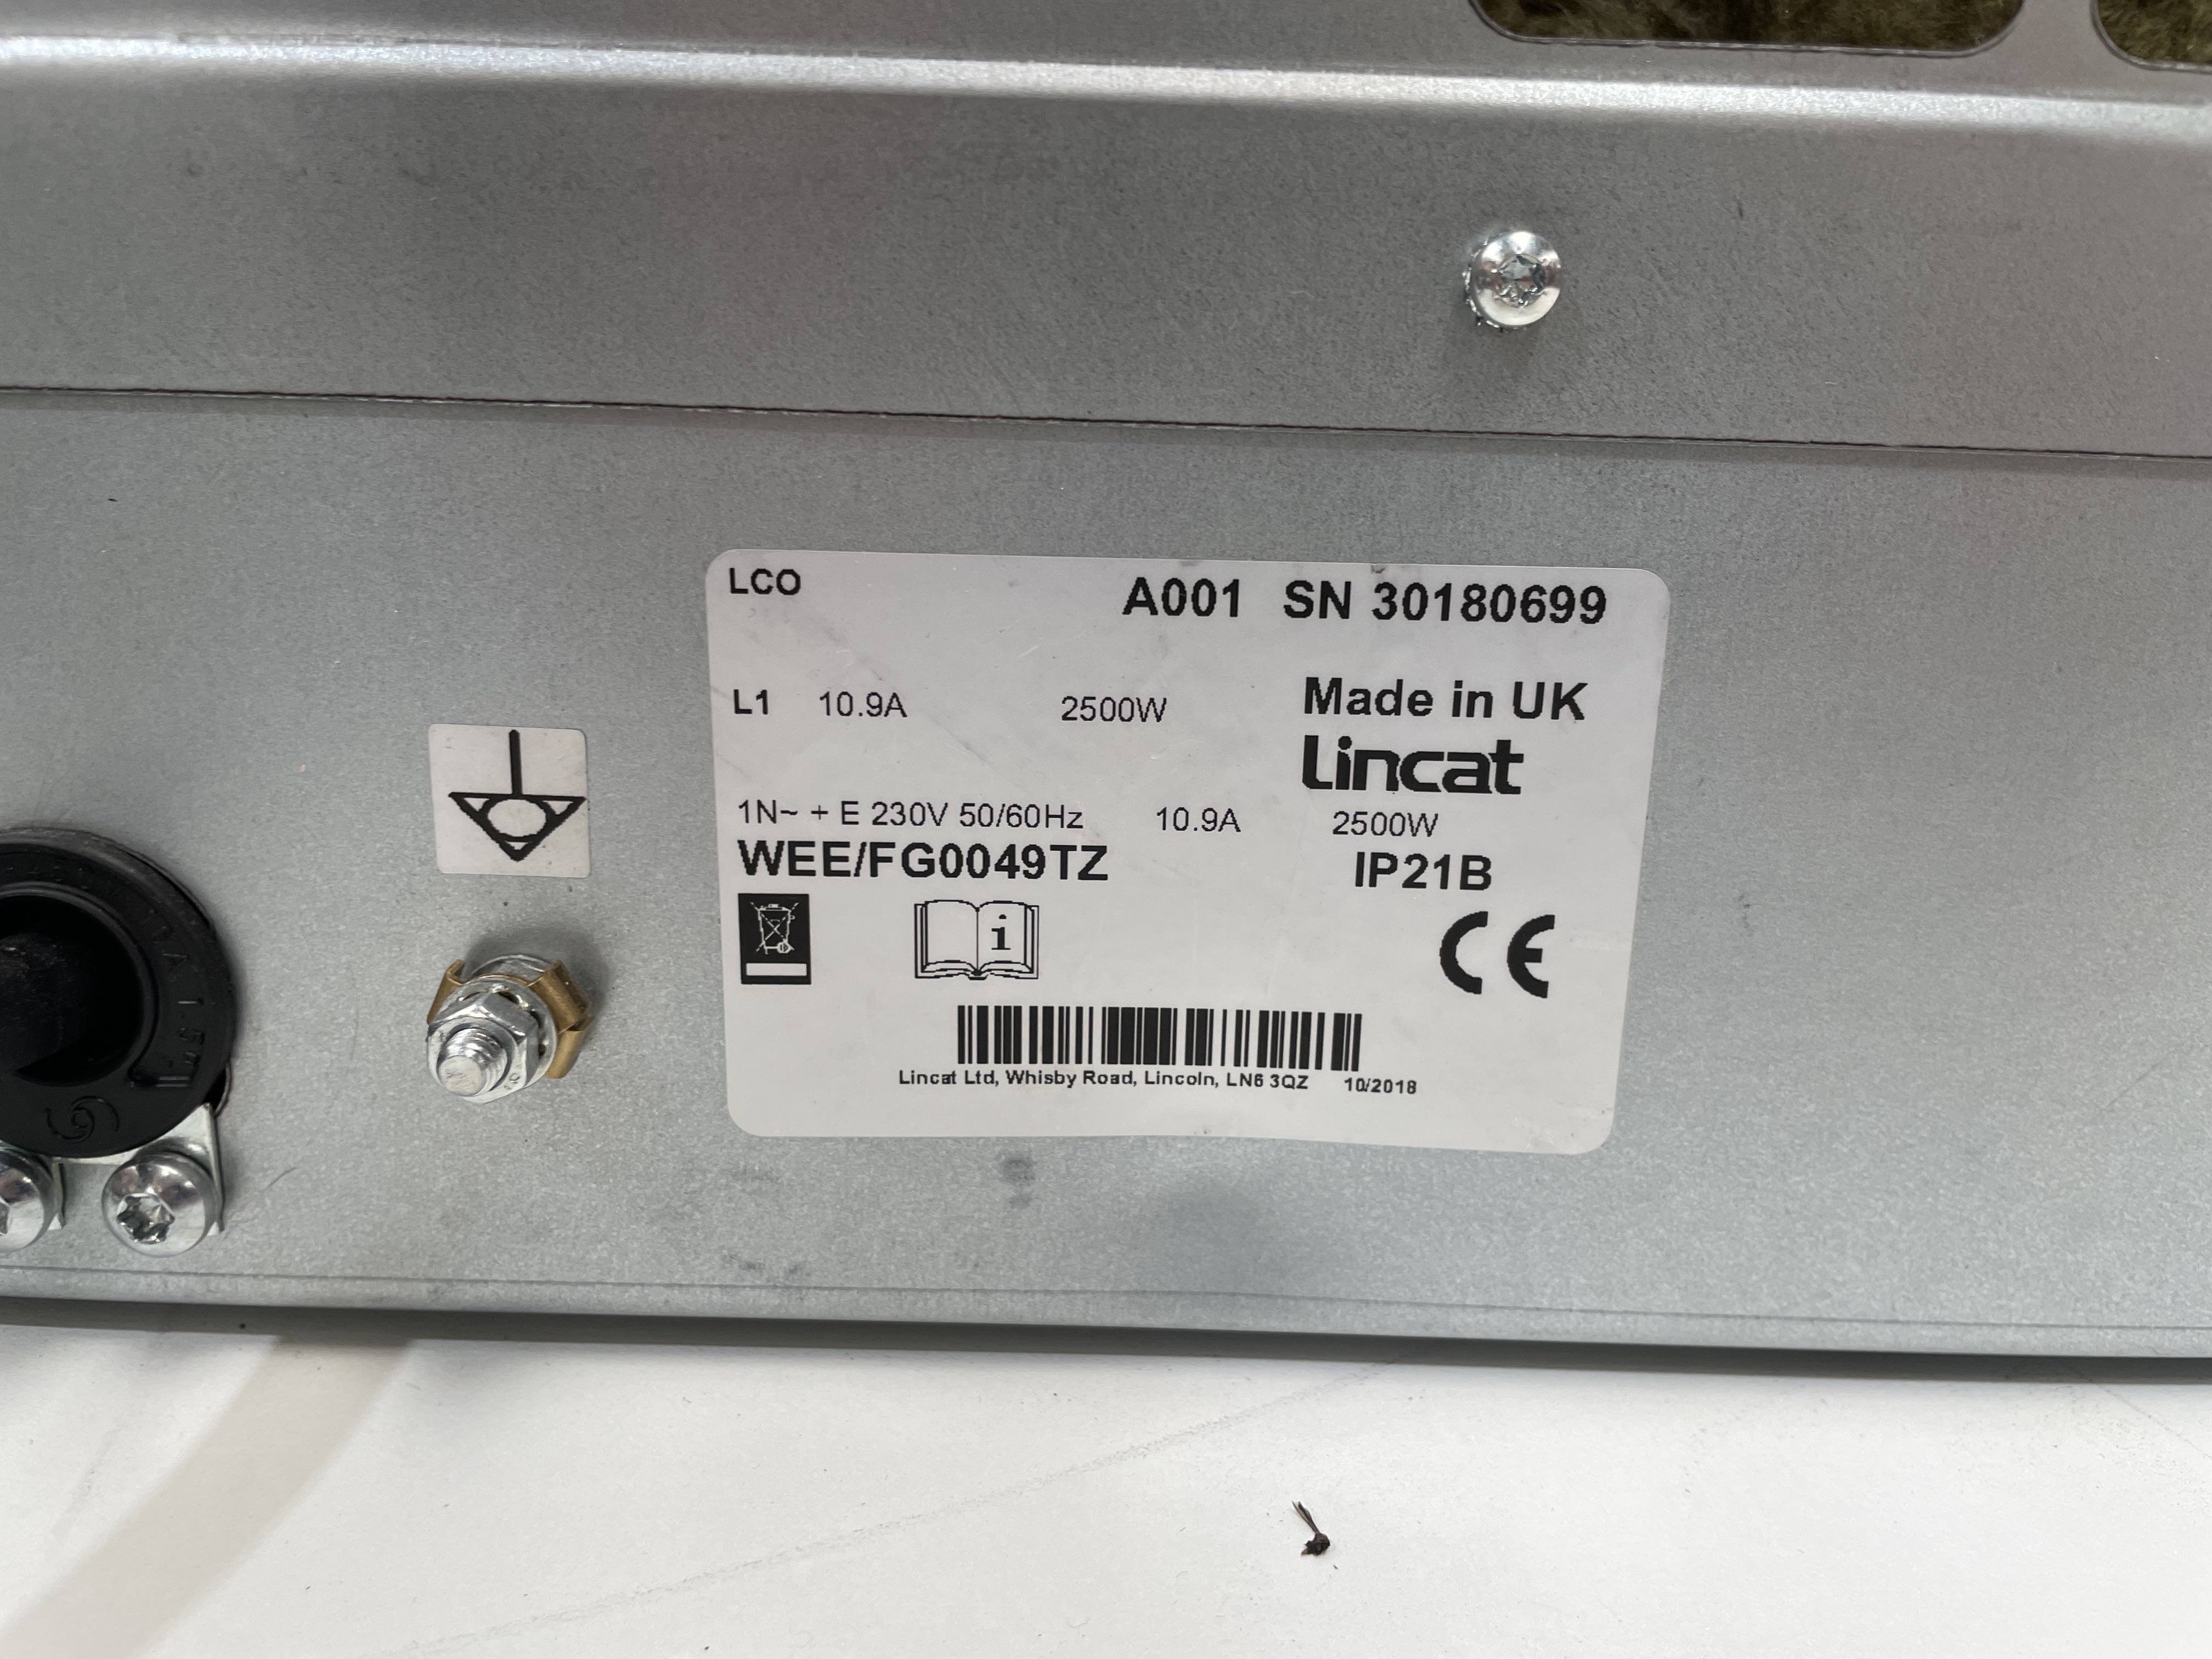 LCO
A001 SN 30180699
L1 10.9A 2500W
Made in UK
Lincat
1N~ + E 230V 50/60Hz 10.9A 2500W
WEE/FG0049TZ IP21B
i
CE
Lincat Ltd, Whisby Road, Lincoln, LN6 3QZ 10/2018